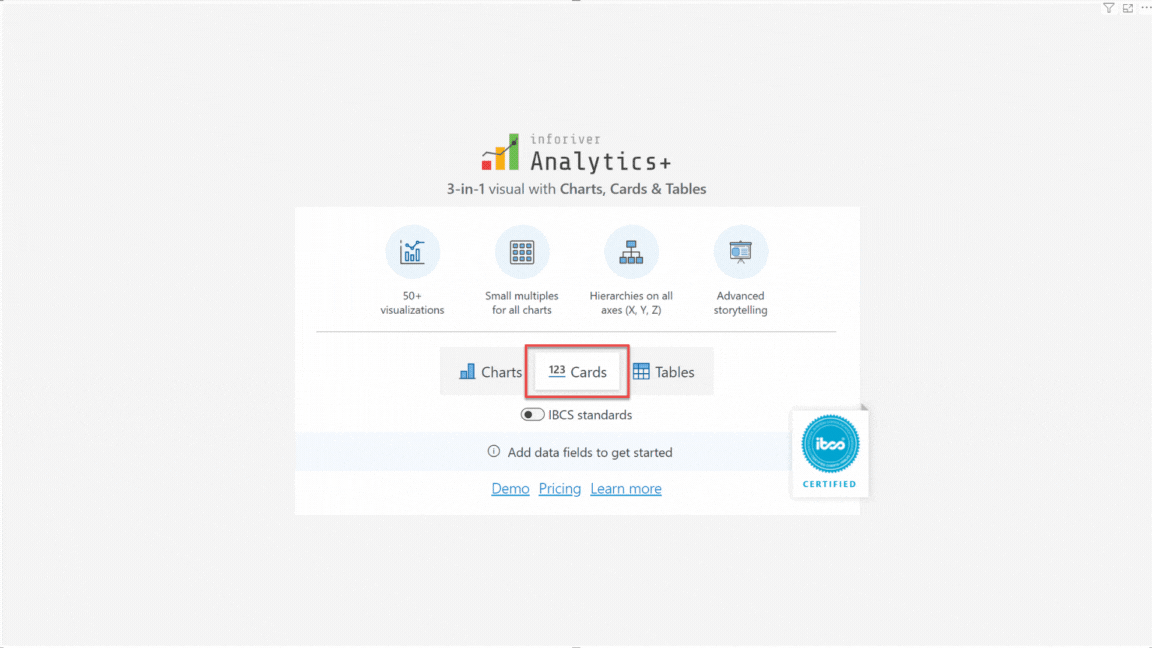 inforiver
Analytics+
3-in-1 visual with Charts, Cards & Tables
50+
visualizations
Small multiples
for all charts
Hierarchies on all
axes (X, Y, Z)
Advanced
storytelling
Charts
123 Cards
Tables
IBCS standards
Add data fields to get started
Demo Pricing Learn more
ibcs
CERTIFIED